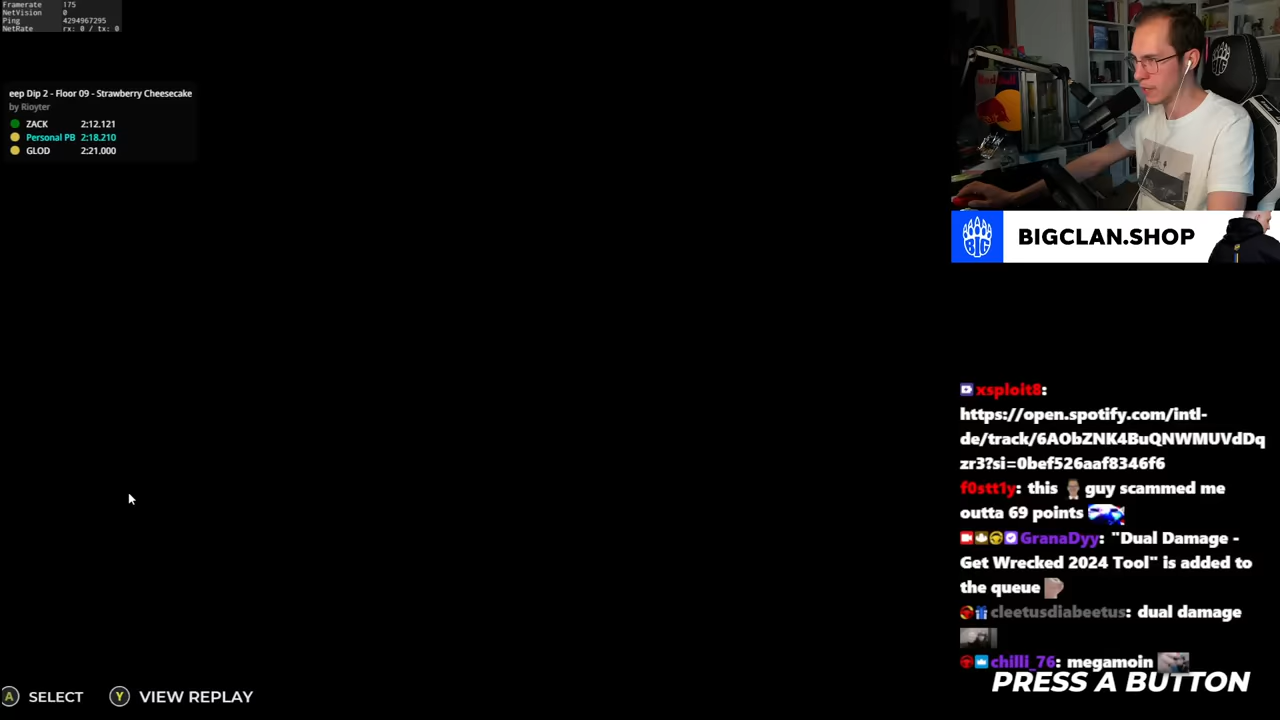 Framerate 175
NetVision 0
Ping 4294967295
NetRate rx: 0 / tx: 0
eep Dip 2 - Floor 09 - Strawberry Cheesecake
by Rioyter
ZACK 2:12.121
Personal PB 2:18.210
GLOD 2:21.000
Red Bull
BIG
BIGCLAN.SHOP
xsploit8:
https://open.spotify.com/intl-
de/track/6AObZNK4BuQNWMUVdDq
zr3?si=0bef526aaf8346f6
f0stt1y: this guy scammed me
outta 69 points
GranaDyy: "Dual Damage -
Get Wrecked 2024 Tool" is added to
the queue
cleetusdiabeetus: dual damage
chilli_76: megamoin
PRESS A BUTTON
A SELECT Y VIEW REPLAY